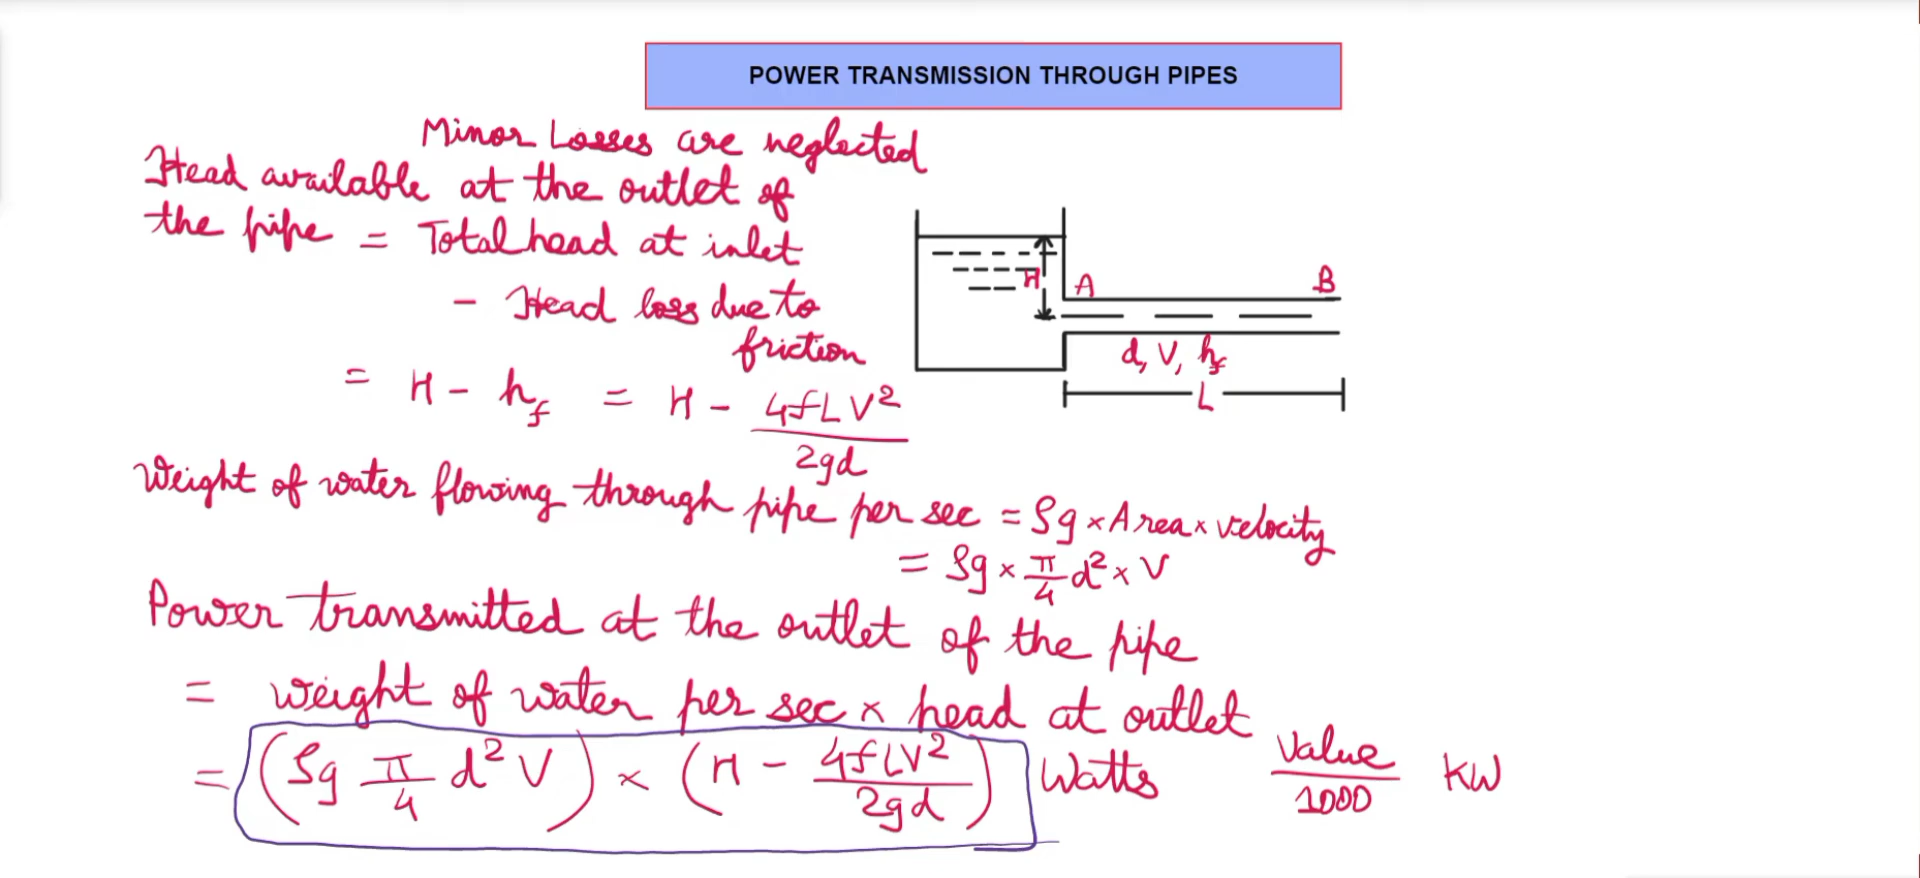 POWER TRANSMISSION THROUGH PIPES
Minor Losses are neglected
Head available at the outlet of
the pipe = Total head at inlet
- Head loss due to
friction
= H - h_f = H - 4fLV²/2gd
H
A
B
d, V, h_f
L
Weight of water flowing through pipe per sec = ρg × Area × velocity
= ρg × π/4 d² × V
Power transmitted at the outlet of the pipe
= weight of water per sec × head at outlet
= (ρg π/4 d² V) × (H - 4fLV²/2gd) Watts Value/1000 KW